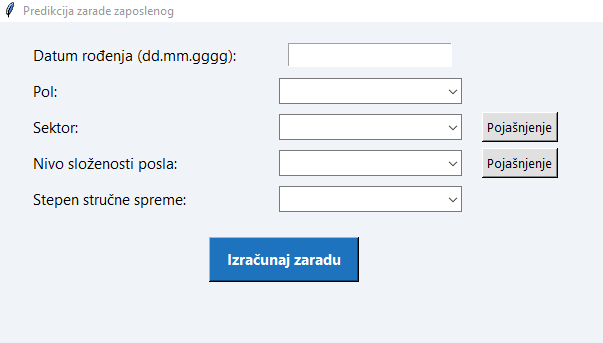 Predikcija zarade zaposlenog
Datum rođenja (dd.mm.gggg):
Pol:
Sektor: Pojašnjenje
Nivo složenosti posla: Pojašnjenje
Stepen stručne spreme:
Izračunaj zaradu